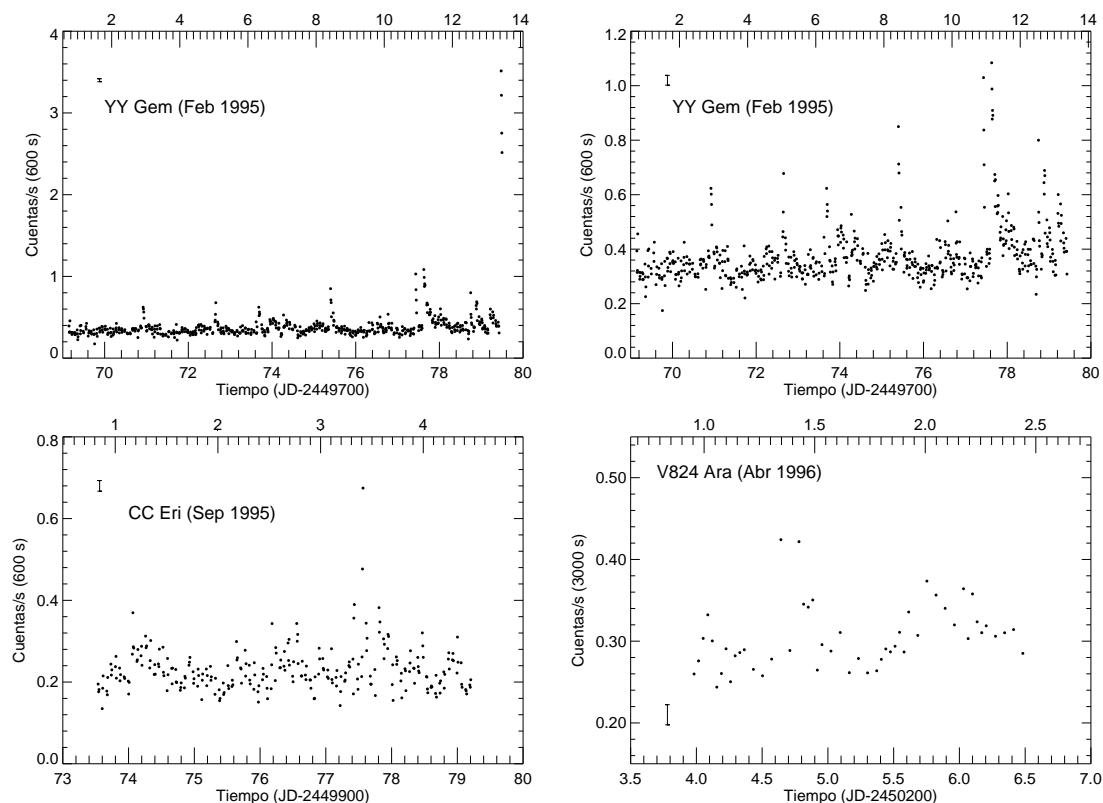 2 4 6 8 10 12 14
4
3
2
1
0
Cuentas/s (600 s)
YY Gem (Feb 1995)
70 72 74 76 78 80
Tiempo (JD-2449700)
2 4 6 8 10 12 14
1.2
1.0
0.8
0.6
0.4
0.2
0.0
Cuentas/s (600 s)
YY Gem (Feb 1995)
70 72 74 76 78 80
Tiempo (JD-2449700)
1 2 3 4
0.8
0.6
0.4
0.2
0.0
Cuentas/s (600 s)
CC Eri (Sep 1995)
73 74 75 76 77 78 79 80
Tiempo (JD-2449900)
1.0 1.5 2.0 2.5
0.50
0.40
0.30
0.20
Cuentas/s (3000 s)
V824 Ara (Abr 1996)
3.5 4.0 4.5 5.0 5.5 6.0 6.5 7.0
Tiempo (JD-2450200)